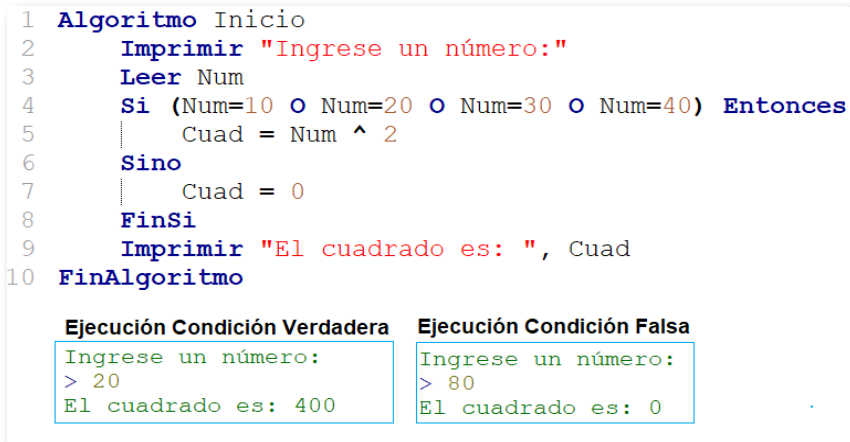 1 Algoritmo Inicio
2 Imprimir "Ingrese un número:"
3 Leer Num
4 Si (Num=10 O Num=20 O Num=30 O Num=40) Entonces
5 Cuad = Num ^ 2
6 Sino
7 Cuad = 0
8 FinSi
9 Imprimir "El cuadrado es: ", Cuad
10 FinAlgoritmo
Ejecución Condición Verdadera
Ingrese un número:
> 20
El cuadrado es: 400
Ejecución Condición Falsa
Ingrese un número:
> 80
El cuadrado es: 0